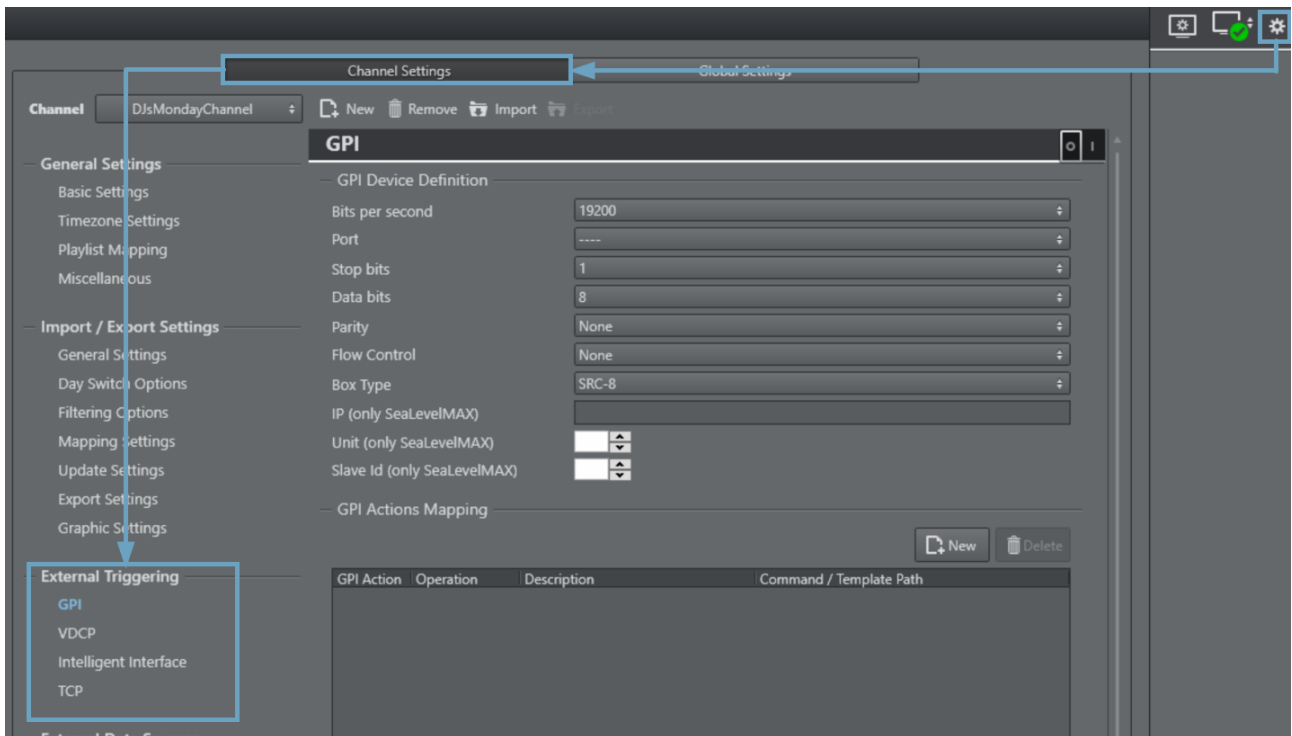 Channel Settings
Global Settings
Channel DJsMondayChannel New Remove Import Export
GPI
O I
General Settings
Basic Settings
Timezone Settings
Playlist Mapping
Miscellaneous
Import / Export Settings
General Settings
Day Switch Options
Filtering Options
Mapping Settings
Update Settings
Export Settings
Graphic Settings
External Triggering
GPI
VDCP
Intelligent Interface
TCP
GPI Device Definition
Bits per second 19200
Port ----
Stop bits 1
Data bits 8
Parity None
Flow Control None
Box Type SRC-8
IP (only SeaLevelMAX)
Unit (only SeaLevelMAX)
Slave Id (only SeaLevelMAX)
GPI Actions Mapping
New Delete
GPI Action Operation Description Command / Template Path